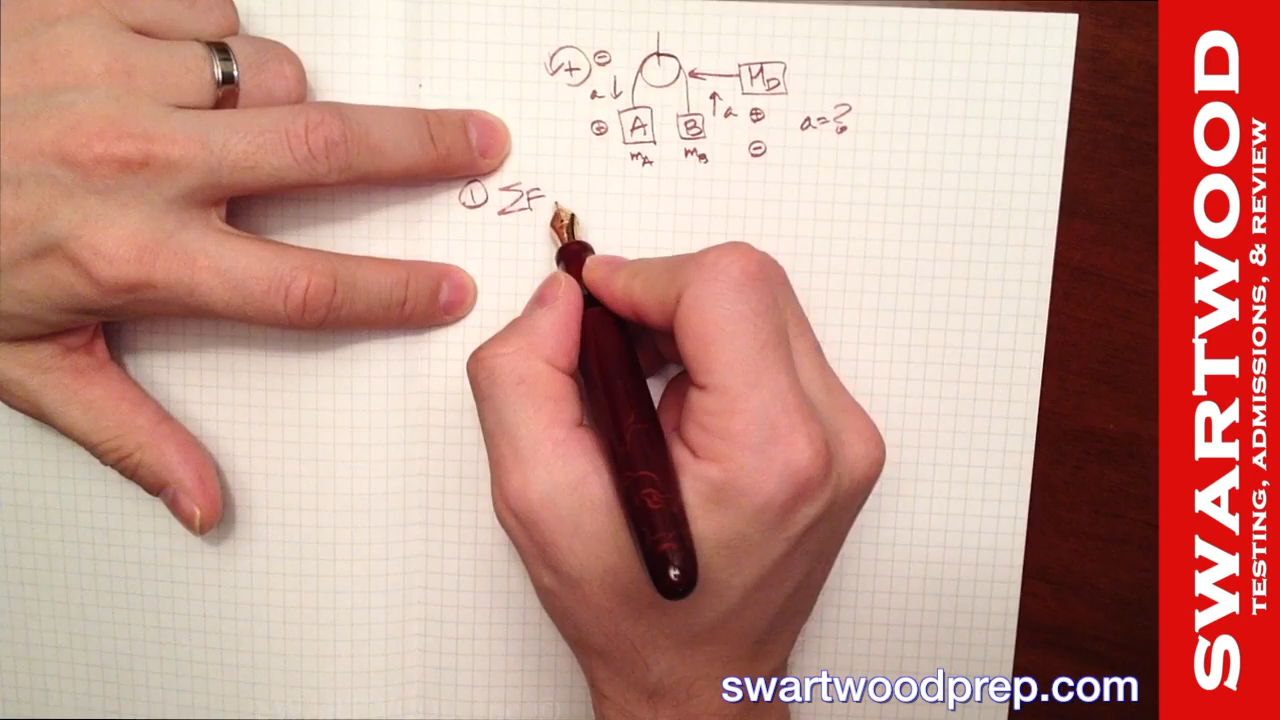 + ⊖
M_D
a ↓ ↑ a ⊕ a=?
⊕ A B
m_A m_B ⊖
① ΣF
SWARTWOOD
TESTING, ADMISSIONS, & REVIEW
swartwoodprep.com